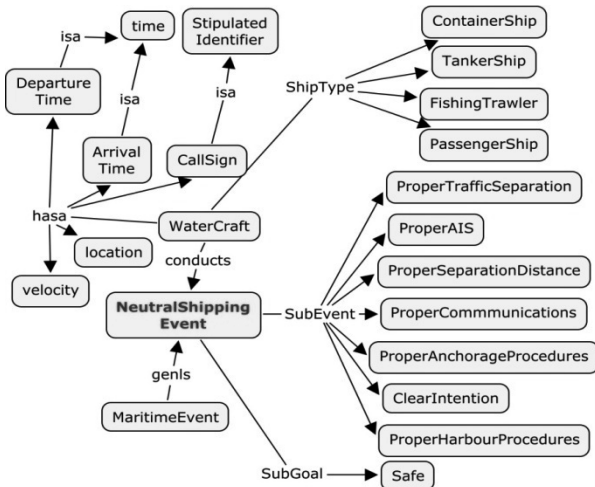 isa
time
Stipulated
Identifier
Departure
Time
isa
isa
Arrival
Time
CallSign
hasa
WaterCraft
location
velocity
conducts
NeutralShipping
Event
genls
MaritimeEvent
ShipType
ContainerShip
TankerShip
FishingTrawler
PassengerShip
SubEvent
ProperTrafficSeparation
ProperAIS
ProperSeparationDistance
ProperCommmunications
ProperAnchorageProcedures
ClearIntention
ProperHarbourProcedures
SubGoal
Safe